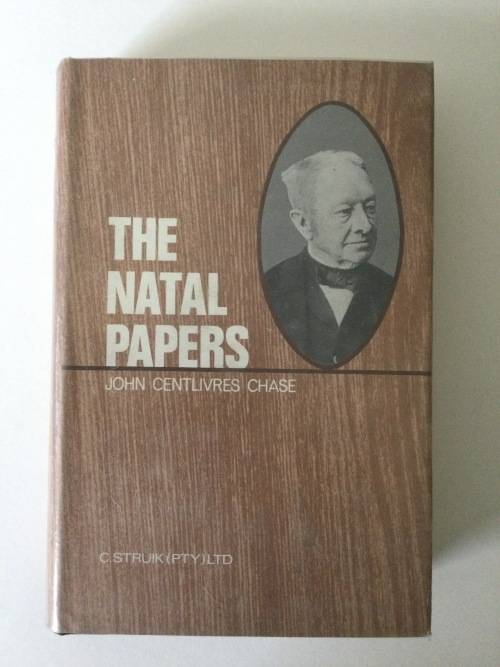 THE
NATAL
PAPERS
JOHN CENTLIVRES CHASE
C. STRUIK (PTY) LTD